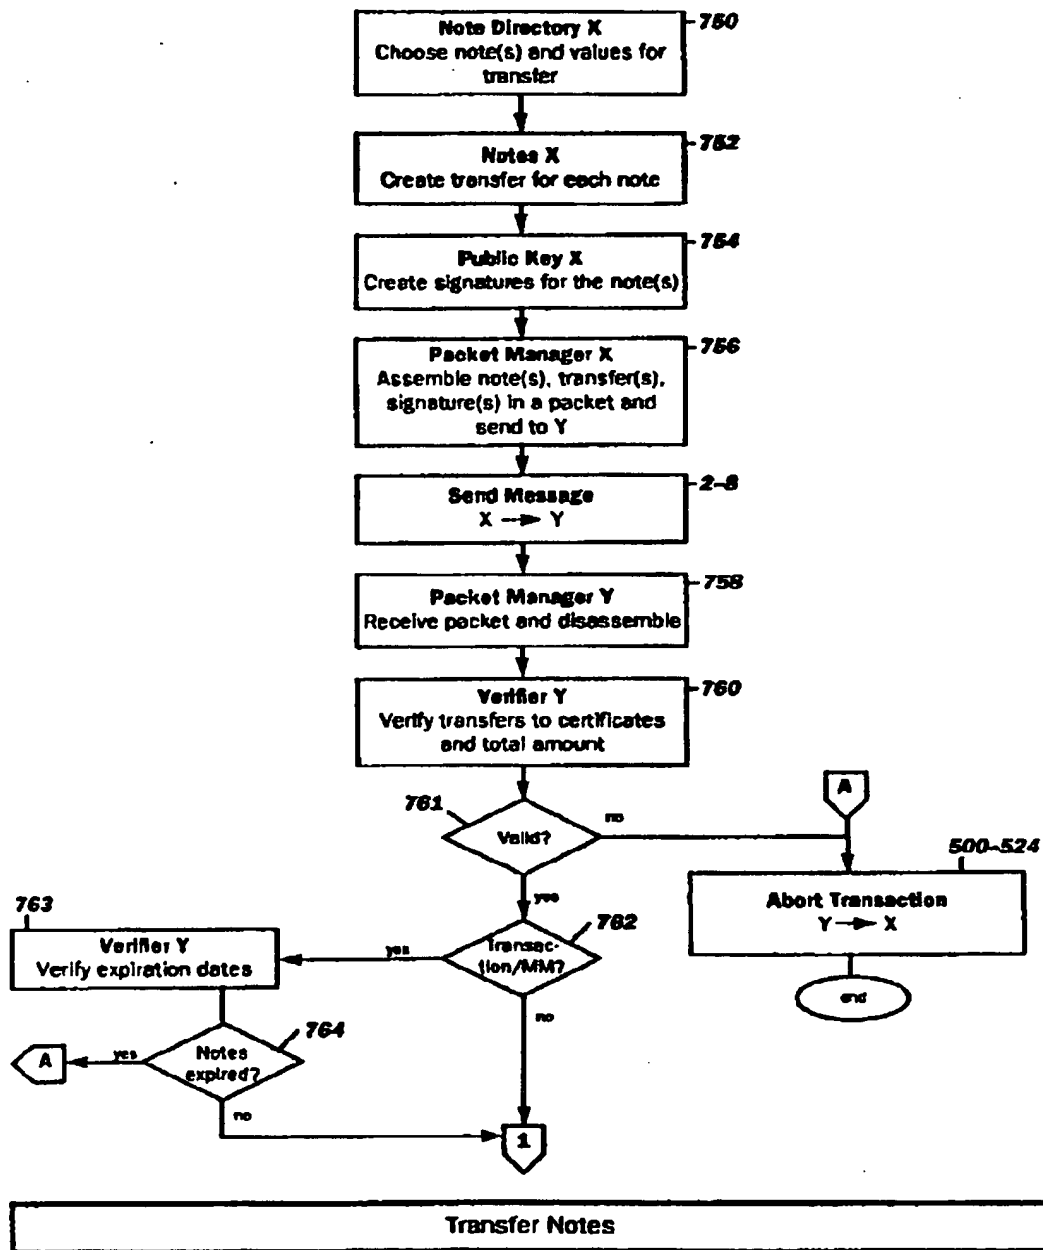 Note Directory X
750
Choose note(s) and values for
transfer
Notes X
752
Create transfer for each note
Public Key X
754
Create signatures for the note(s)
Packet Manager X
756
Assemble note(s), transfer(s),
signature(s) in a packet and
send to Y
Send Message
2-8
X Y
Packet Manager Y
758
Receive packet and disassemble
Verifier Y
760
Verify transfers to certificates
and total amount
761
Valid?
no
A
yes
500-524
Abort Transaction
Y X
end
762
Transac-
tion/MM?
yes
no
763
Verifier Y
Verify expiration dates
764
Notes
expired?
yes
A
no
1
Transfer Notes